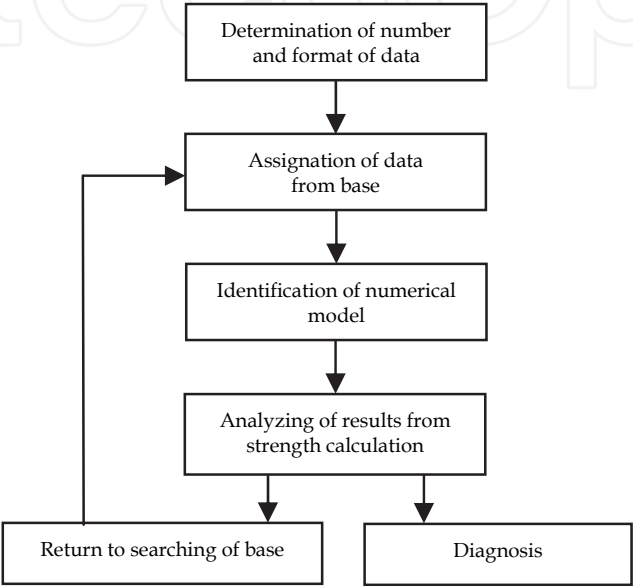 Determination of number
and format of data
Assignation of data
from base
Identification of numerical
model
Analyzing of results from
strength calculation
Return to searching of base
Diagnosis